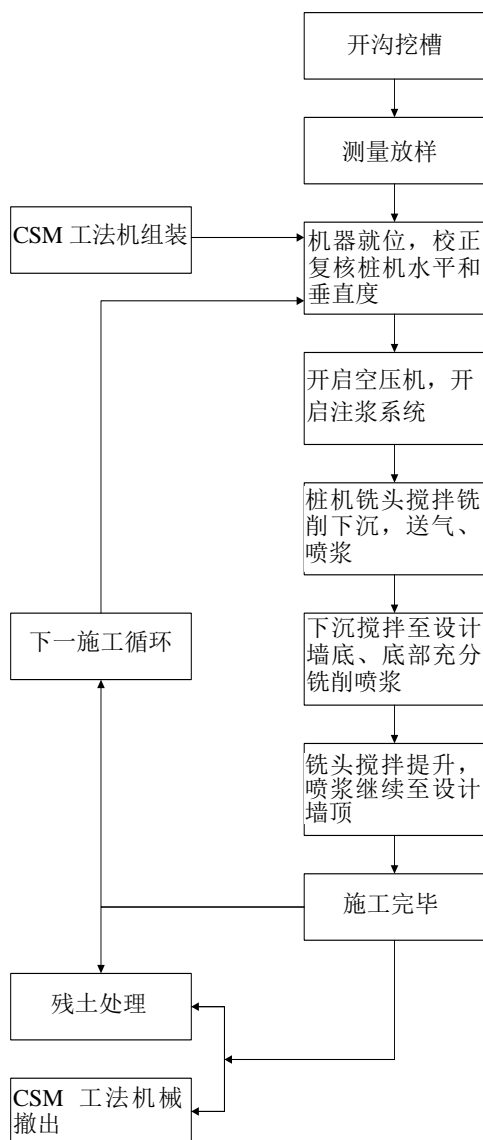 开沟挖槽
测量放样
CSM 工法机组装
机器就位，校正
复核桩机水平和
垂直度
开启空压机，开
启注浆系统
桩机铣头搅拌铣
削下沉，送气、
喷浆
下一施工循环
下沉搅拌至设计
墙底、底部充分
铣削喷浆
铣头搅拌提升，
喷浆继续至设计
墙顶
施工完毕
残土处理
CSM 工法机械
撤出